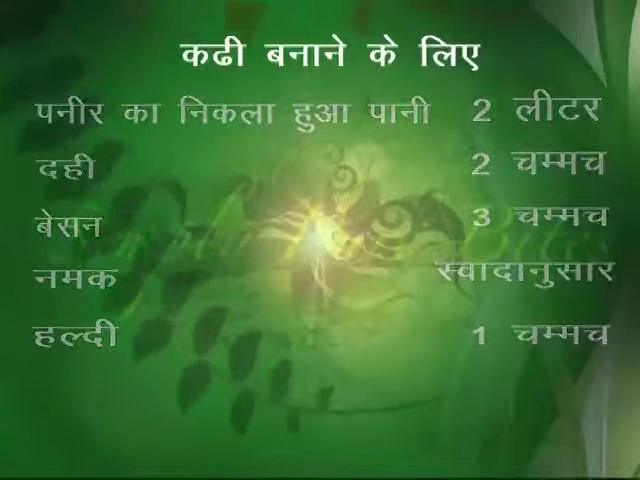 कढी बनाने के लिए
पनीर का निकला हुआ पानी 2 लीटर
दही 2 चम्मच
बेसन 3 चम्मच
नमक स्वादानुसार
हल्दी 1 चम्मच